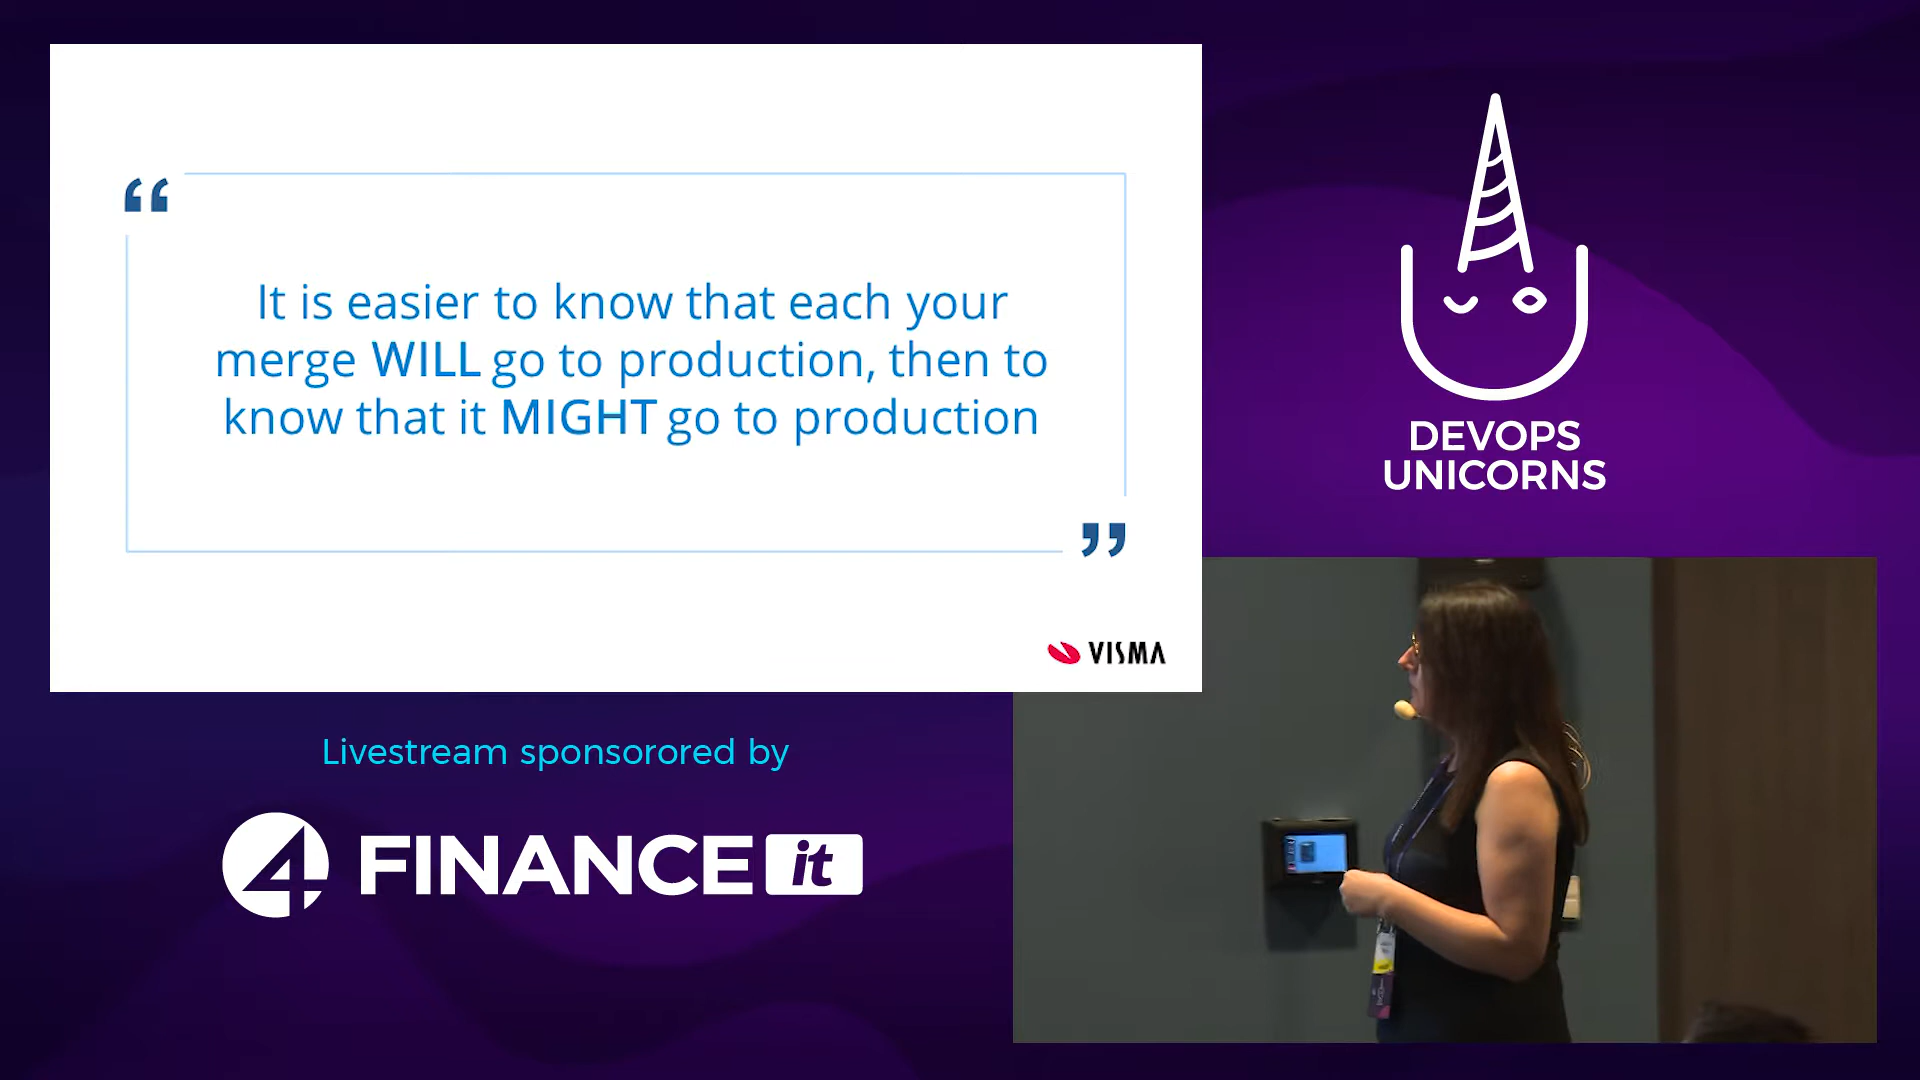 “
It is easier to know that each your
merge WILL go to production, then to
know that it MIGHT go to production
”
VISMA
DEVOPS
UNICORNS
Livestream sponsorored by
4FINANCE it